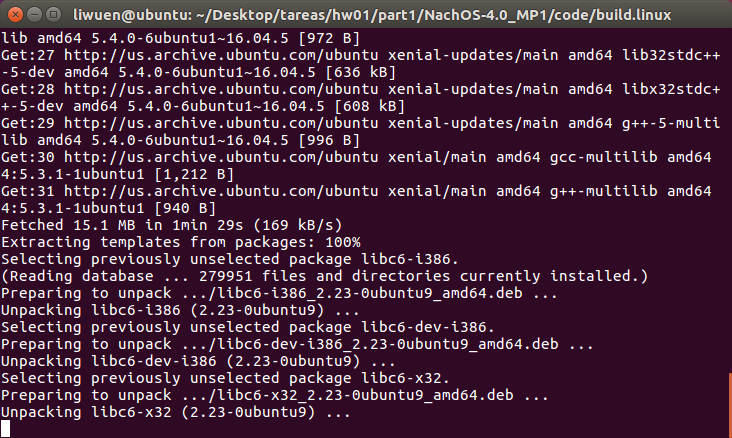 liwuen@ubuntu: ~/Desktop/tareas/hw01/part1/NachOS-4.0_MP1/code/build.linux
lib amd64 5.4.0-6ubuntu1~16.04.5 [972 B]
Get:27 http://us.archive.ubuntu.com/ubuntu xenial-updates/main amd64 lib32stdc++
-5-dev amd64 5.4.0-6ubuntu1~16.04.5 [636 kB]
Get:28 http://us.archive.ubuntu.com/ubuntu xenial-updates/main amd64 libx32stdc+
+-5-dev amd64 5.4.0-6ubuntu1~16.04.5 [608 kB]
Get:29 http://us.archive.ubuntu.com/ubuntu xenial-updates/main amd64 g++-5-multi
lib amd64 5.4.0-6ubuntu1~16.04.5 [996 B]
Get:30 http://us.archive.ubuntu.com/ubuntu xenial/main amd64 gcc-multilib amd64
4:5.3.1-1ubuntu1 [1,212 B]
Get:31 http://us.archive.ubuntu.com/ubuntu xenial/main amd64 g++-multilib amd64
4:5.3.1-1ubuntu1 [940 B]
Fetched 15.1 MB in 1min 29s (169 kB/s)
Extracting templates from packages: 100%
Selecting previously unselected package libc6-i386.
(Reading database ... 279951 files and directories currently installed.)
Preparing to unpack .../libc6-i386_2.23-0ubuntu9_amd64.deb ...
Unpacking libc6-i386 (2.23-0ubuntu9) ...
Selecting previously unselected package libc6-dev-i386.
Preparing to unpack .../libc6-dev-i386_2.23-0ubuntu9_amd64.deb ...
Unpacking libc6-dev-i386 (2.23-0ubuntu9) ...
Selecting previously unselected package libc6-x32.
Preparing to unpack .../libc6-x32_2.23-0ubuntu9_amd64.deb ...
Unpacking libc6-x32 (2.23-0ubuntu9) ...